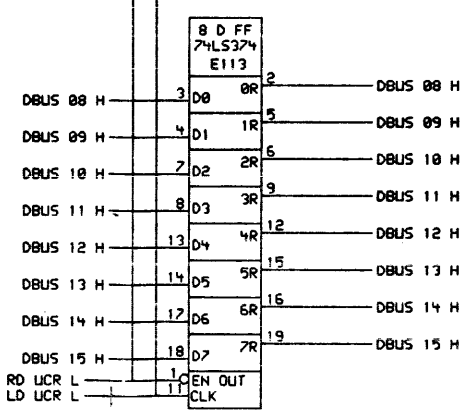 8 D FF
74LS374
E113
2
0R DBUS 08 H
DBUS 08 H 3 D0
5
1R DBUS 09 H
DBUS 09 H 4 D1
6
2R DBUS 10 H
DBUS 10 H 7 D2
9
3R DBUS 11 H
DBUS 11 H 8 D3
12
4R DBUS 12 H
DBUS 12 H 13 D4
15
5R DBUS 13 H
DBUS 13 H 14 D5
16
6R DBUS 14 H
DBUS 14 H 17 D6
19
7R DBUS 15 H
DBUS 15 H 18 D7
RD UCR L 1 EN OUT
LD UCR L 11 CLK